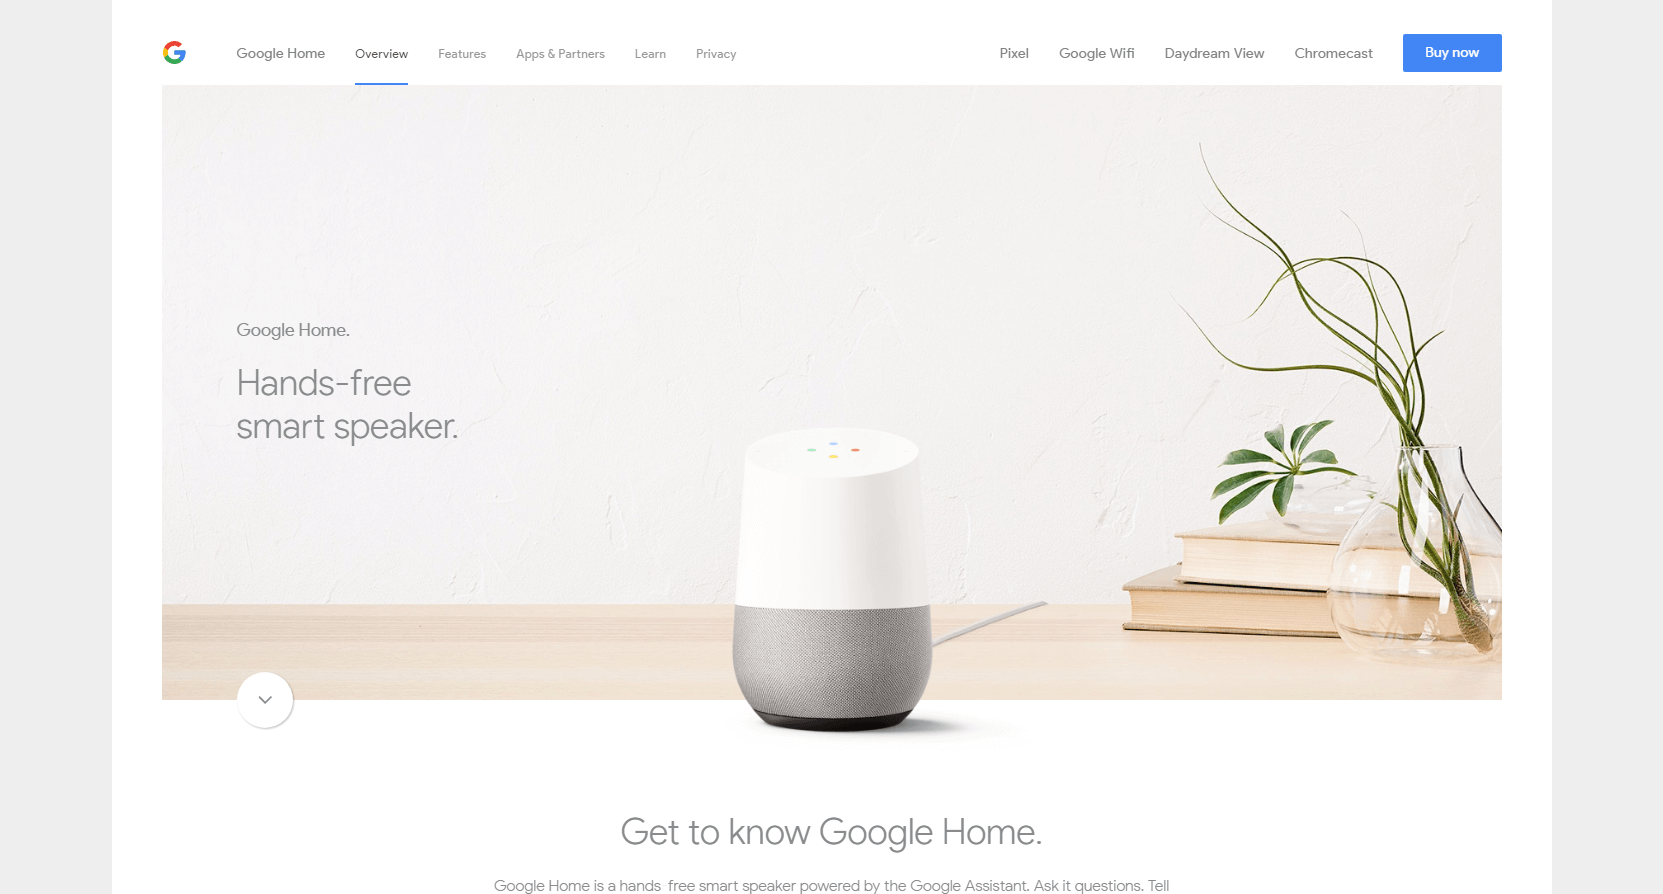 Google Home Overview Features Apps & Partners Learn Privacy Pixel Google Wifi Daydream View Chromecast Buy now
Google Home.
Hands-free
smart speaker.
Get to know Google Home.
Google Home is a hands free smart speaker powered by the Google Assistant. Ask it questions. Tell